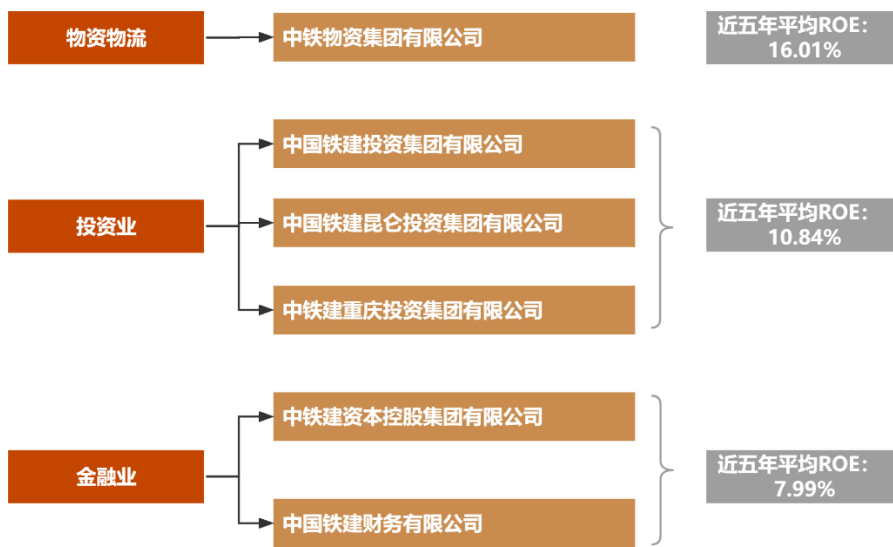 物资物流
中铁物资集团有限公司
近五年平均ROE：
16.01%
投资业
中国铁建投资集团有限公司
中国铁建昆仑投资集团有限公司
中铁建重庆投资集团有限公司
近五年平均ROE：
10.84%
金融业
中铁建资本控股集团有限公司
中国铁建财务有限公司
近五年平均ROE：
7.99%